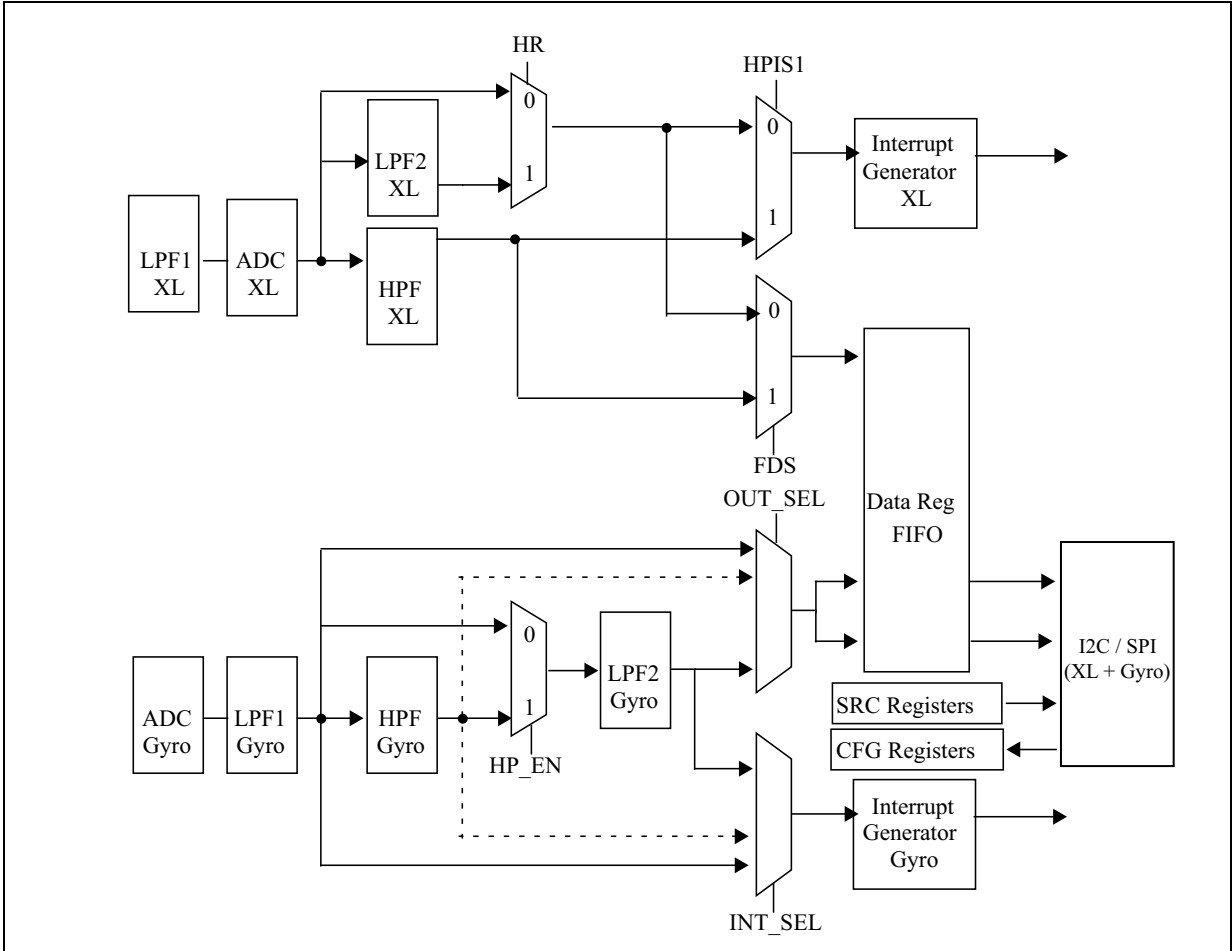 HR
HPIS1
0
0
Interrupt
Generator
XL
LPF2
XL
1
1
LPF1
XL
ADC
XL
HPF
XL
0
1
FDS
OUT_SEL
Data Reg
FIFO
0
1
LPF2
Gyro
I2C / SPI
(XL + Gyro)
ADC
Gyro
LPF1
Gyro
HPF
Gyro
SRC Registers
CFG Registers
HP_EN
Interrupt
Generator
Gyro
INT_SEL